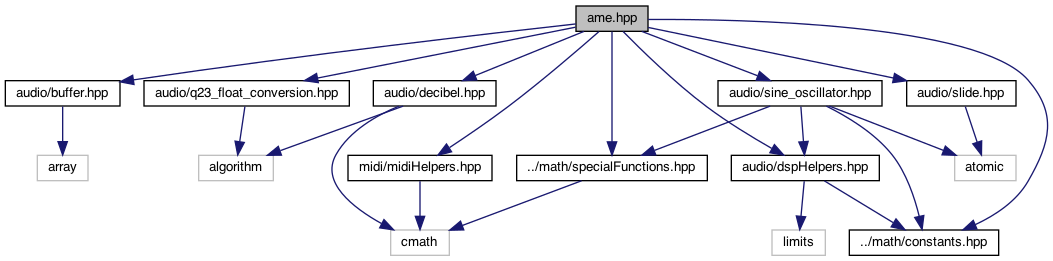 ame.hpp
audio/buffer.hpp
audio/q23_float_conversion.hpp
audio/decibel.hpp
audio/sine_oscillator.hpp
audio/slide.hpp
array
algorithm
midi/midiHelpers.hpp
../math/specialFunctions.hpp
audio/dspHelpers.hpp
atomic
cmath
limits
../math/constants.hpp